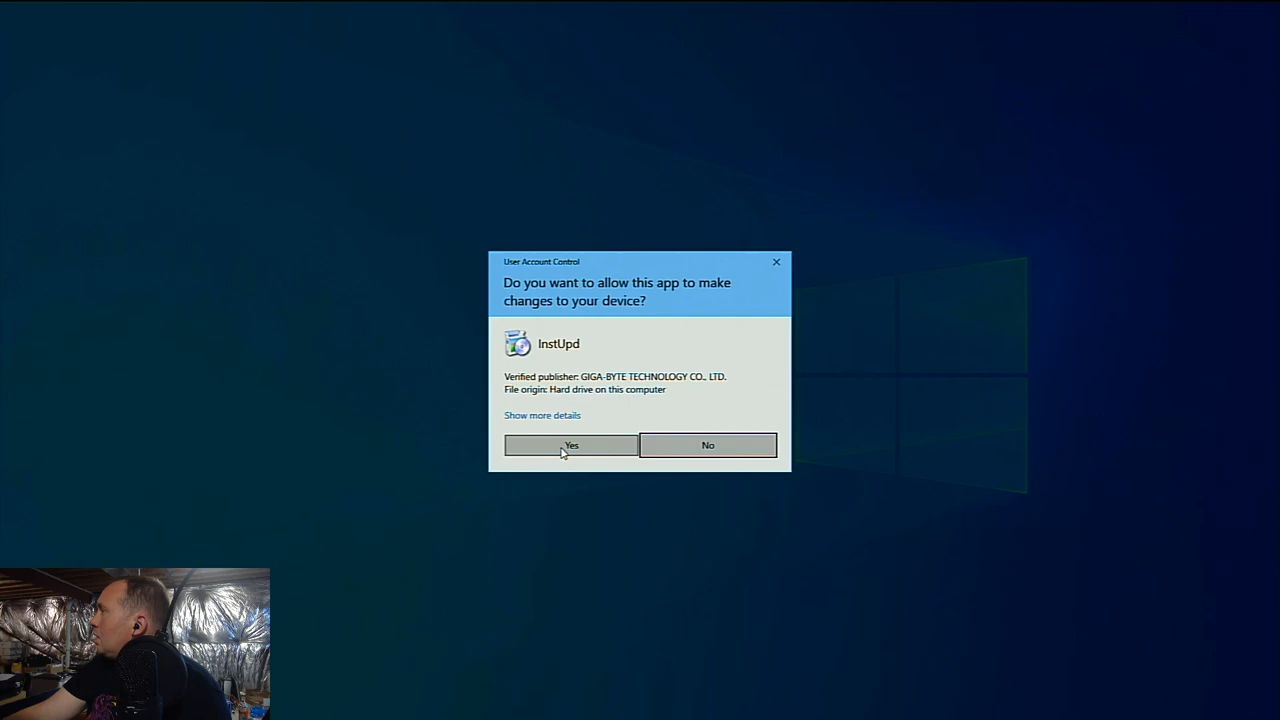 User Account Control
Do you want to allow this app to make
changes to your device?
InstUpd
Verified publisher: GIGA-BYTE TECHNOLOGY CO., LTD.
File origin: Hard drive on this computer
Show more details
Yes
No